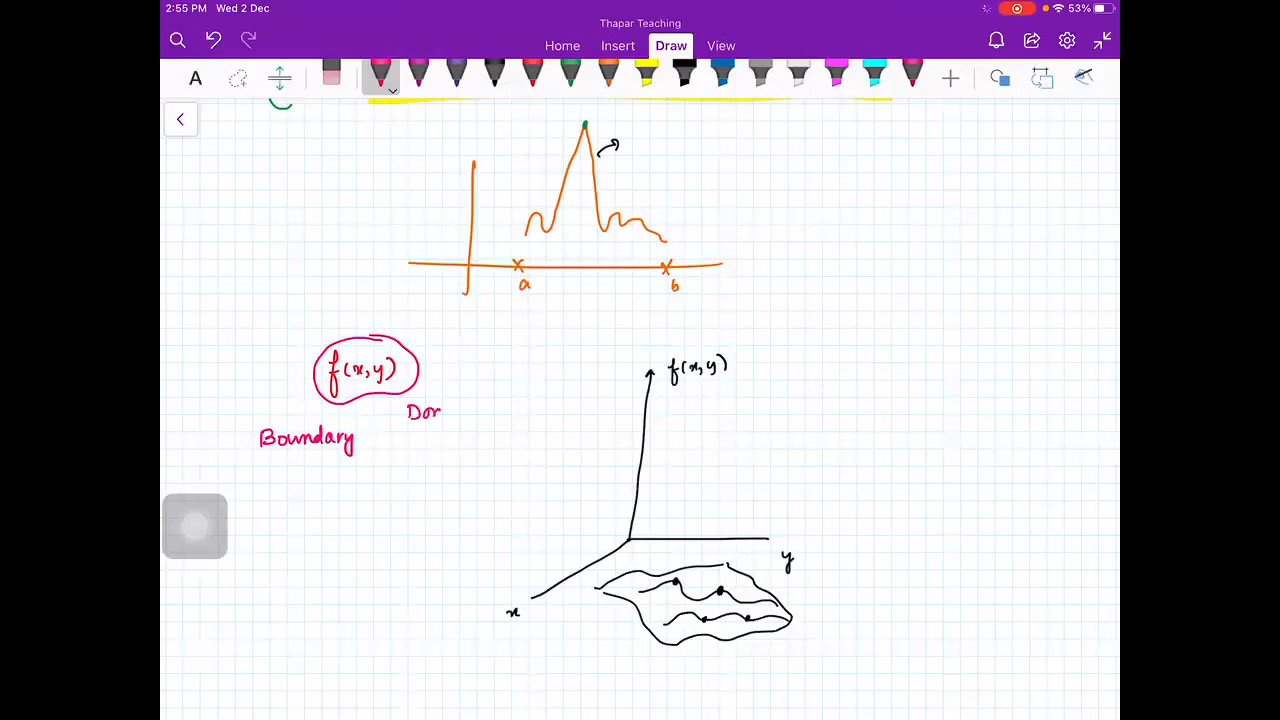 2:55 PM Wed 2 Dec
53%
Thapar Teaching
Home Insert Draw View
A
a
b
f(x,y)
f(x,y)
Dor
Boundary
y
x